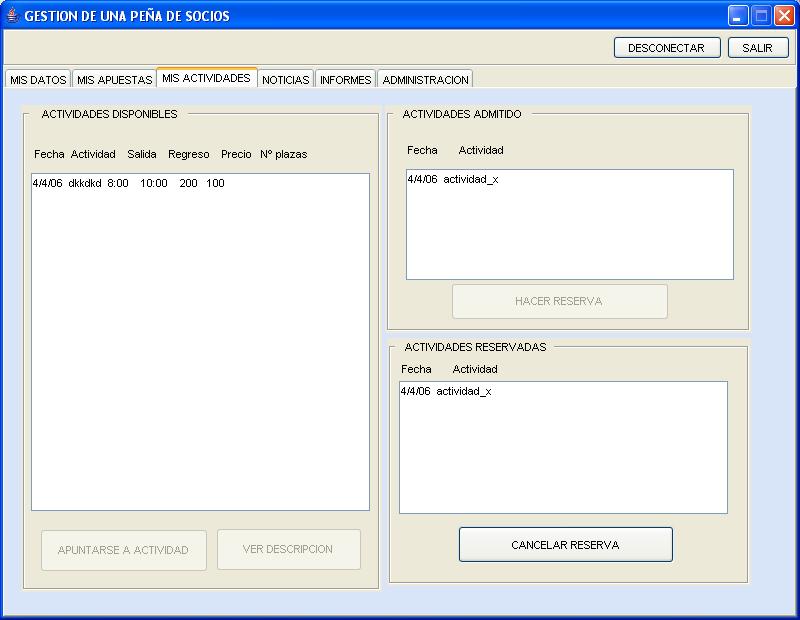 GESTION DE UNA PEÑA DE SOCIOS
DESCONECTAR SALIR
MIS DATOS MIS APUESTAS MIS ACTIVIDADES NOTICIAS INFORMES ADMINISTRACION
ACTIVIDADES DISPONIBLES
Fecha Actividad Salida Regreso Precio Nº plazas
4/4/06 dkkdkd 8:00 10:00 200 100
APUNTARSE A ACTIVIDAD VER DESCRIPCION
ACTIVIDADES ADMITIDO
Fecha Actividad
4/4/06 actividad_x
HACER RESERVA
ACTIVIDADES RESERVADAS
Fecha Actividad
4/4/06 actividad_x
CANCELAR RESERVA